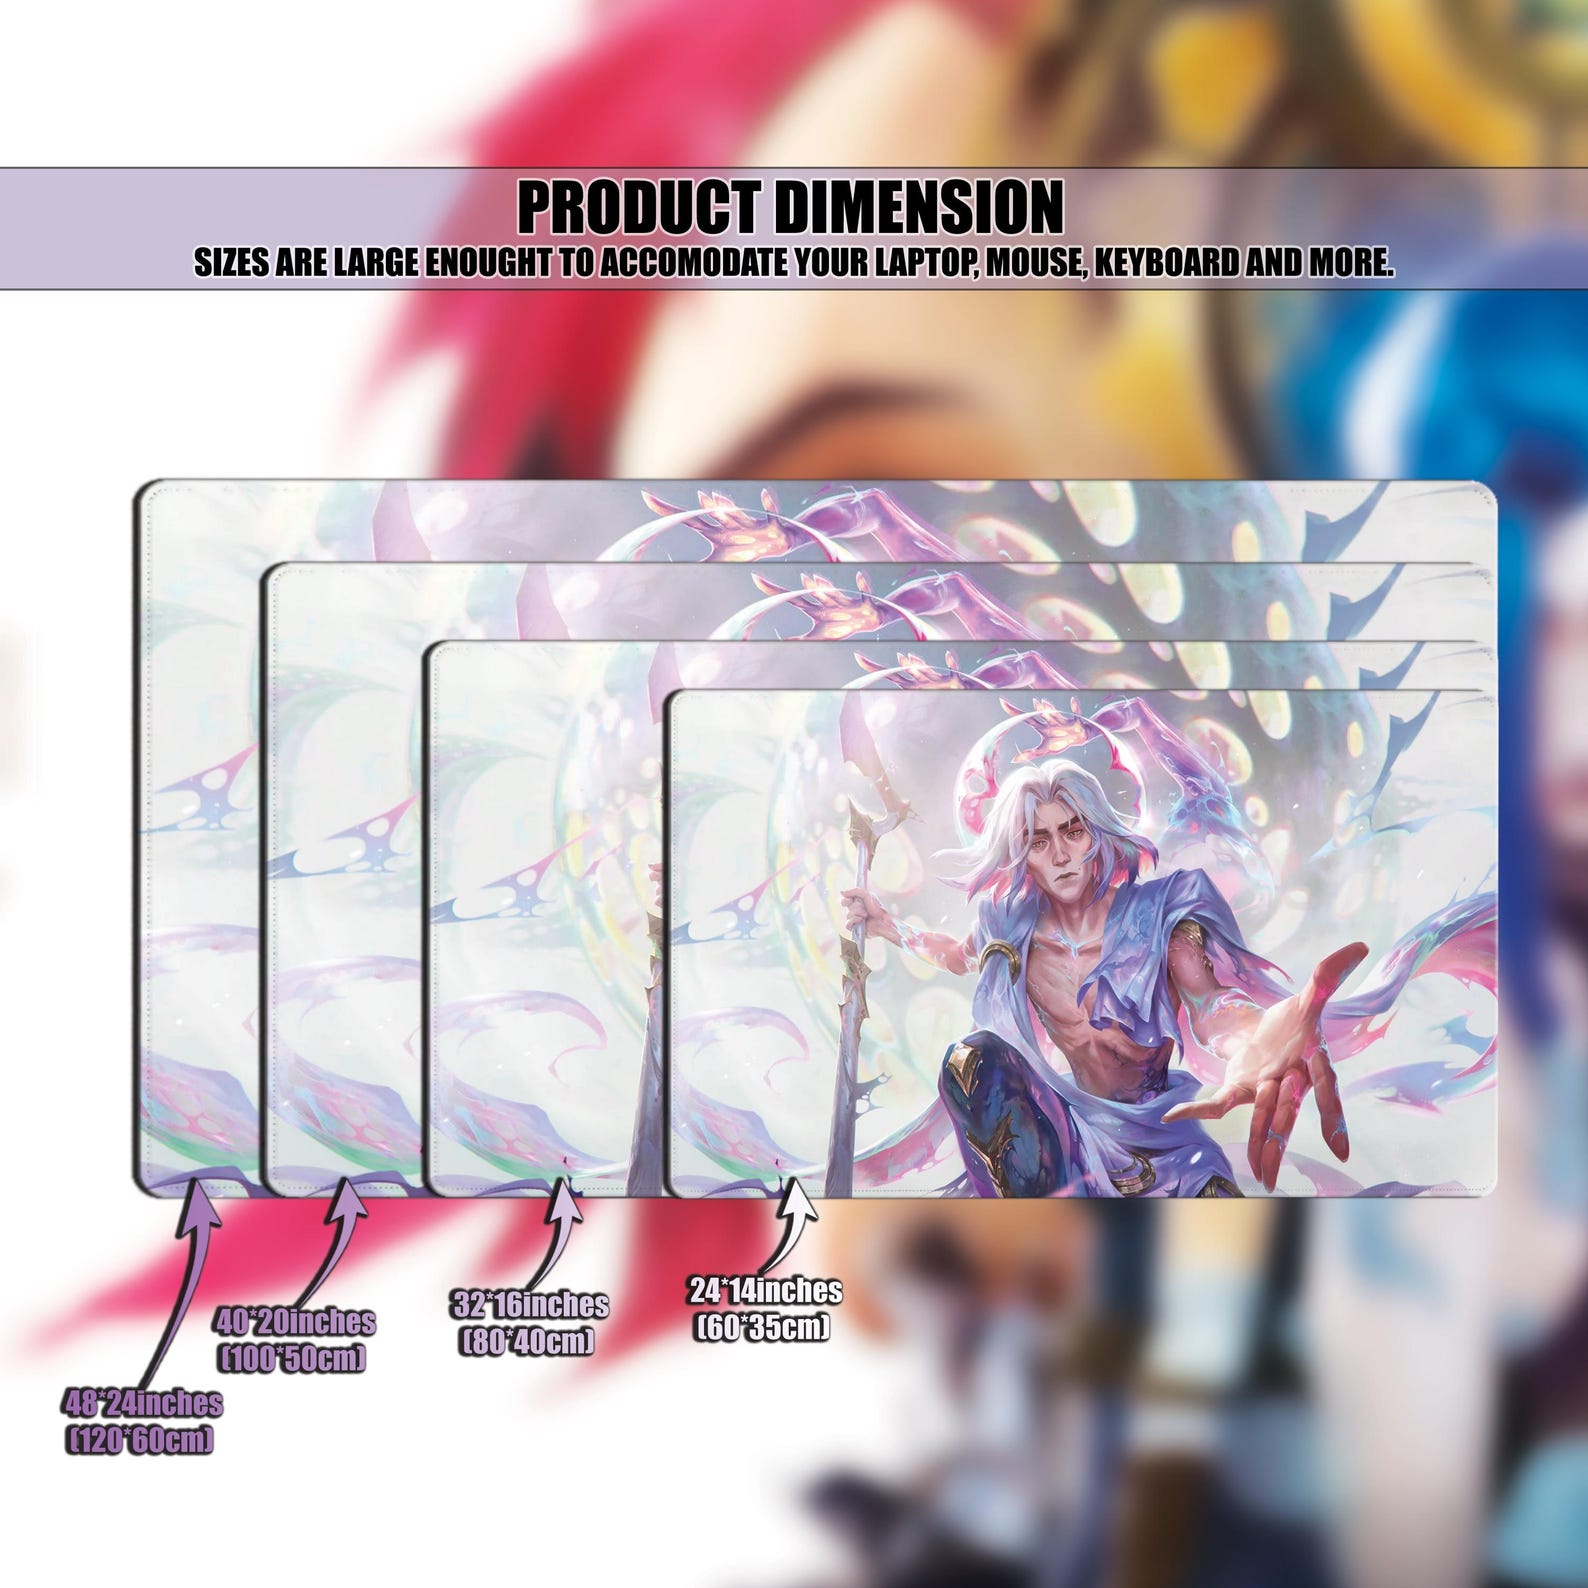 PRODUCT DIMENSION
SIZES ARE LARGE ENOUGHT TO ACCOMODATE YOUR LAPTOP, MOUSE, KEYBOARD AND MORE.
24*14inches
(60*35cm)
32*16inches
(80*40cm)
40*20inches
(100*50cm)
48*24inches
(120*60cm)